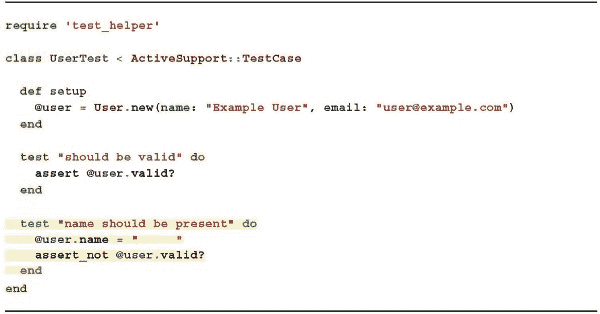 require 'test_helper'

class UserTest < ActiveSupport::TestCase

  def setup
    @user = User.new(name: "Example User", email: "user@example.com")
  end

  test "should be valid" do
    assert @user.valid?
  end

  test "name should be present" do
    @user.name = "     "
    assert_not @user.valid?
  end
end